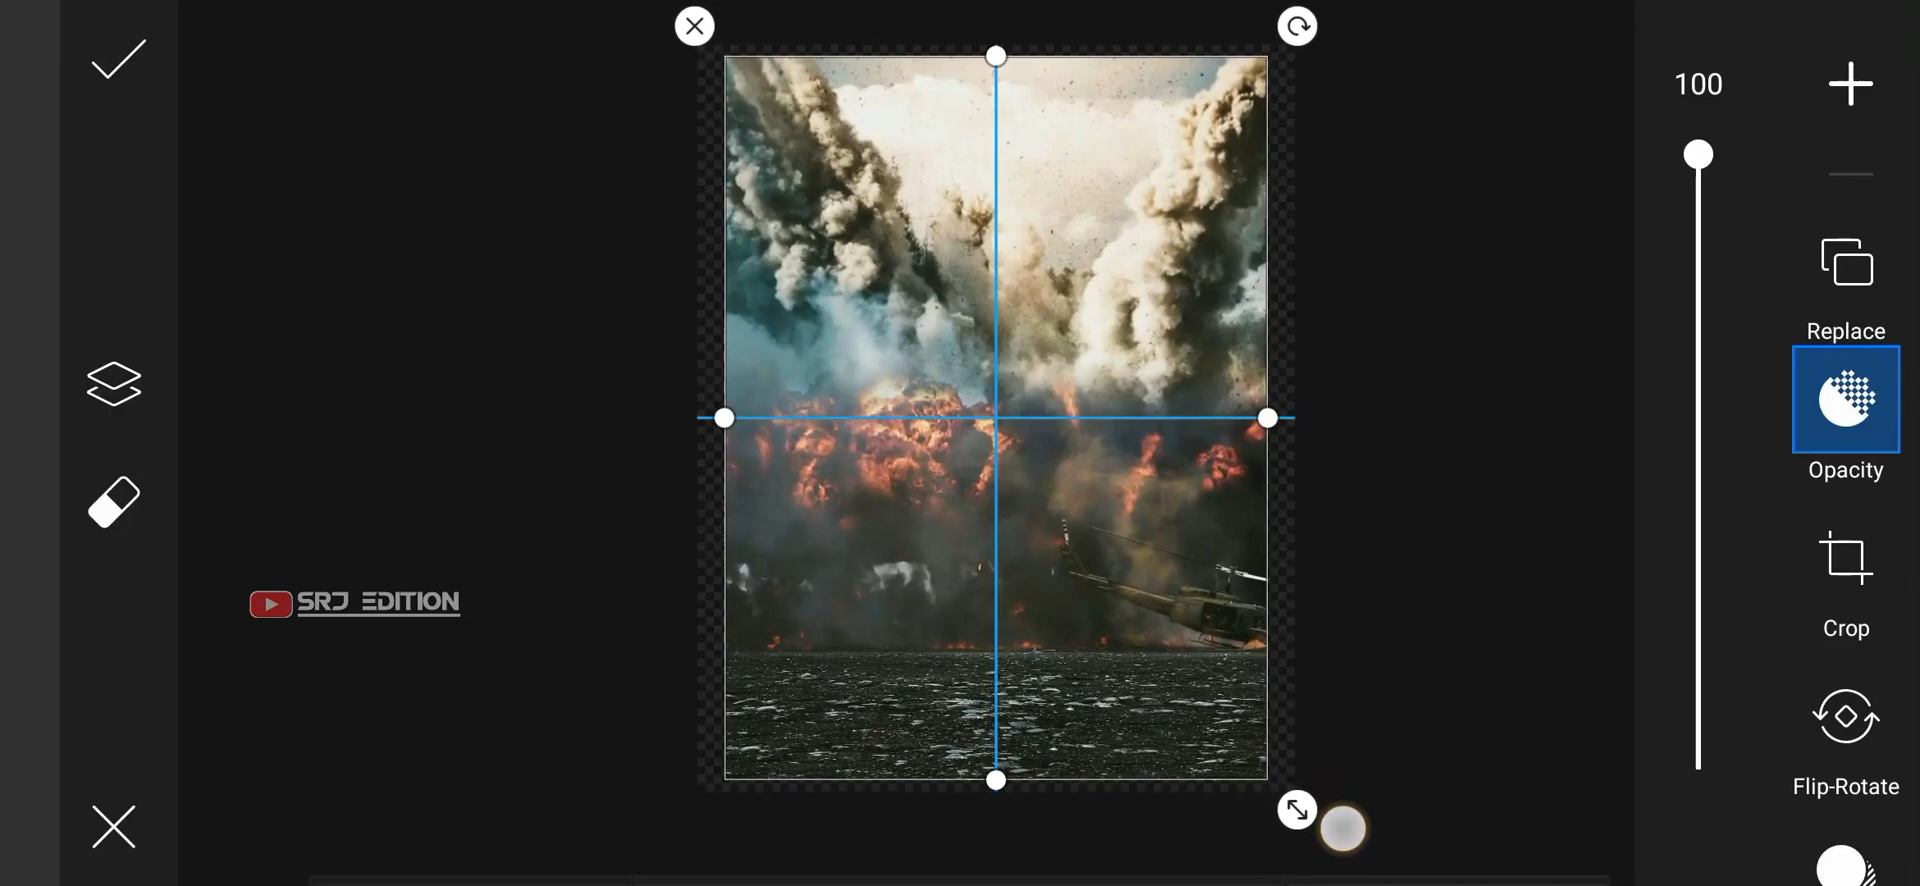 100
Replace
Opacity
SRJ EDITION
Crop
Flip-Rotate